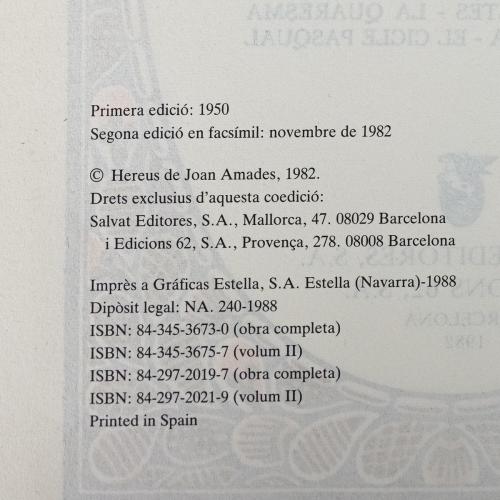 Primera edició: 1950
Segona edició en facsímil: novembre de 1982
© Hereus de Joan Amades, 1982.
Drets exclusius d'aquesta coedició:
Salvat Editores, S.A., Mallorca, 47. 08029 Barcelona
i Edicions 62, S.A., Provença, 278. 08008 Barcelona
Imprès a Gráficas Estella, S.A. Estella (Navarra)-1988
Dipòsit legal: NA. 240-1988
ISBN: 84-345-3673-0 (obra completa)
ISBN: 84-345-3675-7 (volum II)
ISBN: 84-297-2019-7 (obra completa)
ISBN: 84-297-2021-9 (volum II)
Printed in Spain